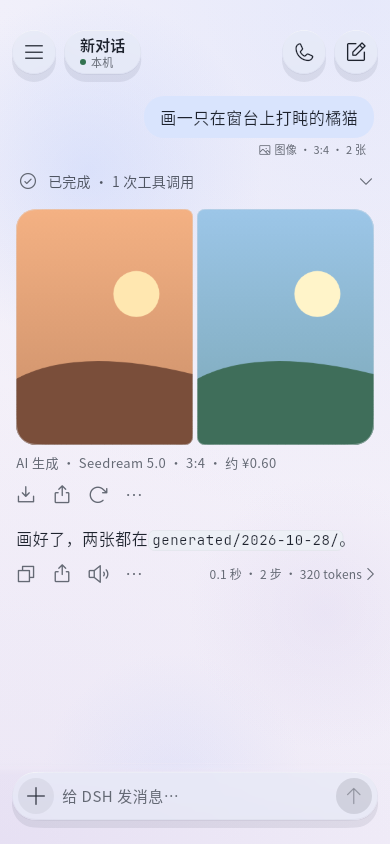 新对话
本机
画一只在窗台上打盹的橘猫
图像 · 3:4 · 2 张
已完成 · 1 次工具调用
AI 生成 · Seedream 5.0 · 3:4 · 约 ¥0.60
画好了，两张都在 generated/2026-10-28/。
0.1 秒 · 2 步 · 320 tokens
给 DSH 发消息…